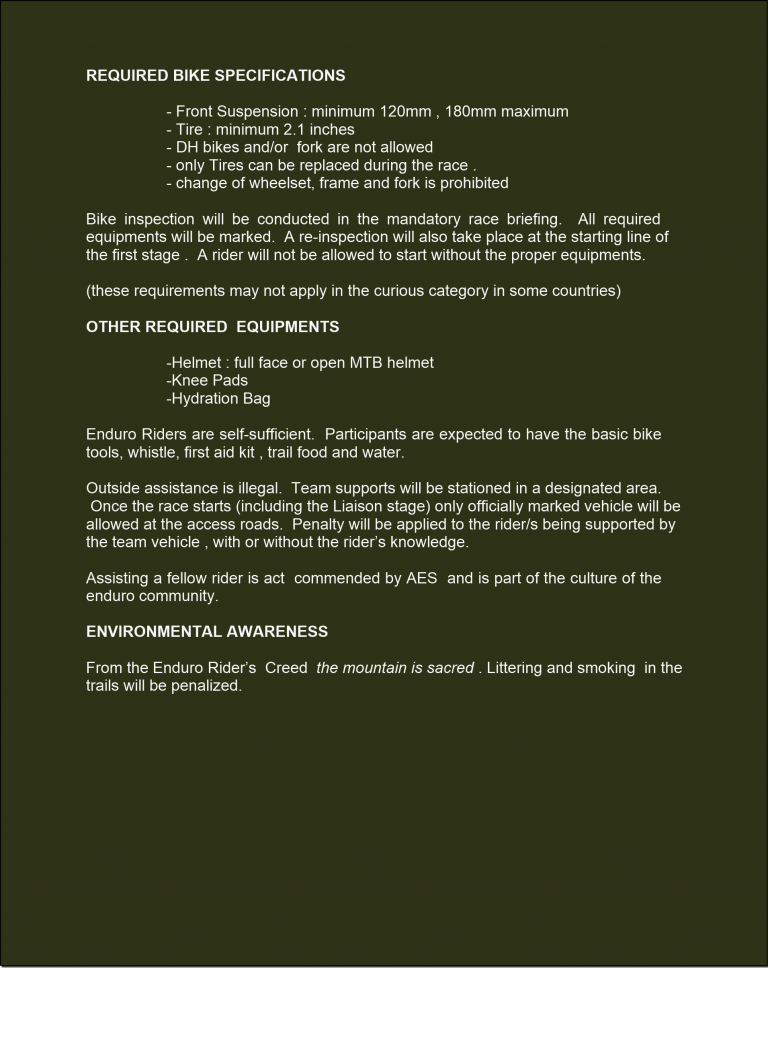 REQUIRED BIKE SPECIFICATIONS
- Front Suspension : minimum 120mm , 180mm maximum
- Tire : minimum 2.1 inches
- DH bikes and/or  fork are not allowed
- only Tires can be replaced during the race .
- change of wheelset, frame and fork is prohibited
Bike inspection will be conducted in the mandatory race briefing.  All required
equipments will be marked.  A re-inspection will also take place at the starting line of
the first stage .  A rider will not be allowed to start without the proper equipments.
(these requirements may not apply in the curious category in some countries)
OTHER REQUIRED  EQUIPMENTS
-Helmet : full face or open MTB helmet
-Knee Pads
-Hydration Bag
Enduro Riders are self-sufficient.  Participants are expected to have the basic bike
tools, whistle, first aid kit , trail food and water.
Outside assistance is illegal.  Team supports will be stationed in a designated area.
Once the race starts (including the Liaison stage) only officially marked vehicle will be
allowed at the access roads.  Penalty will be applied to the rider/s being supported by
the team vehicle , with or without the rider's knowledge.
Assisting a fellow rider is act  commended by AES  and is part of the culture of the
enduro community.
ENVIRONMENTAL AWARENESS
From the Enduro Rider's  Creed  the mountain is sacred . Littering and smoking  in the
trails will be penalized.